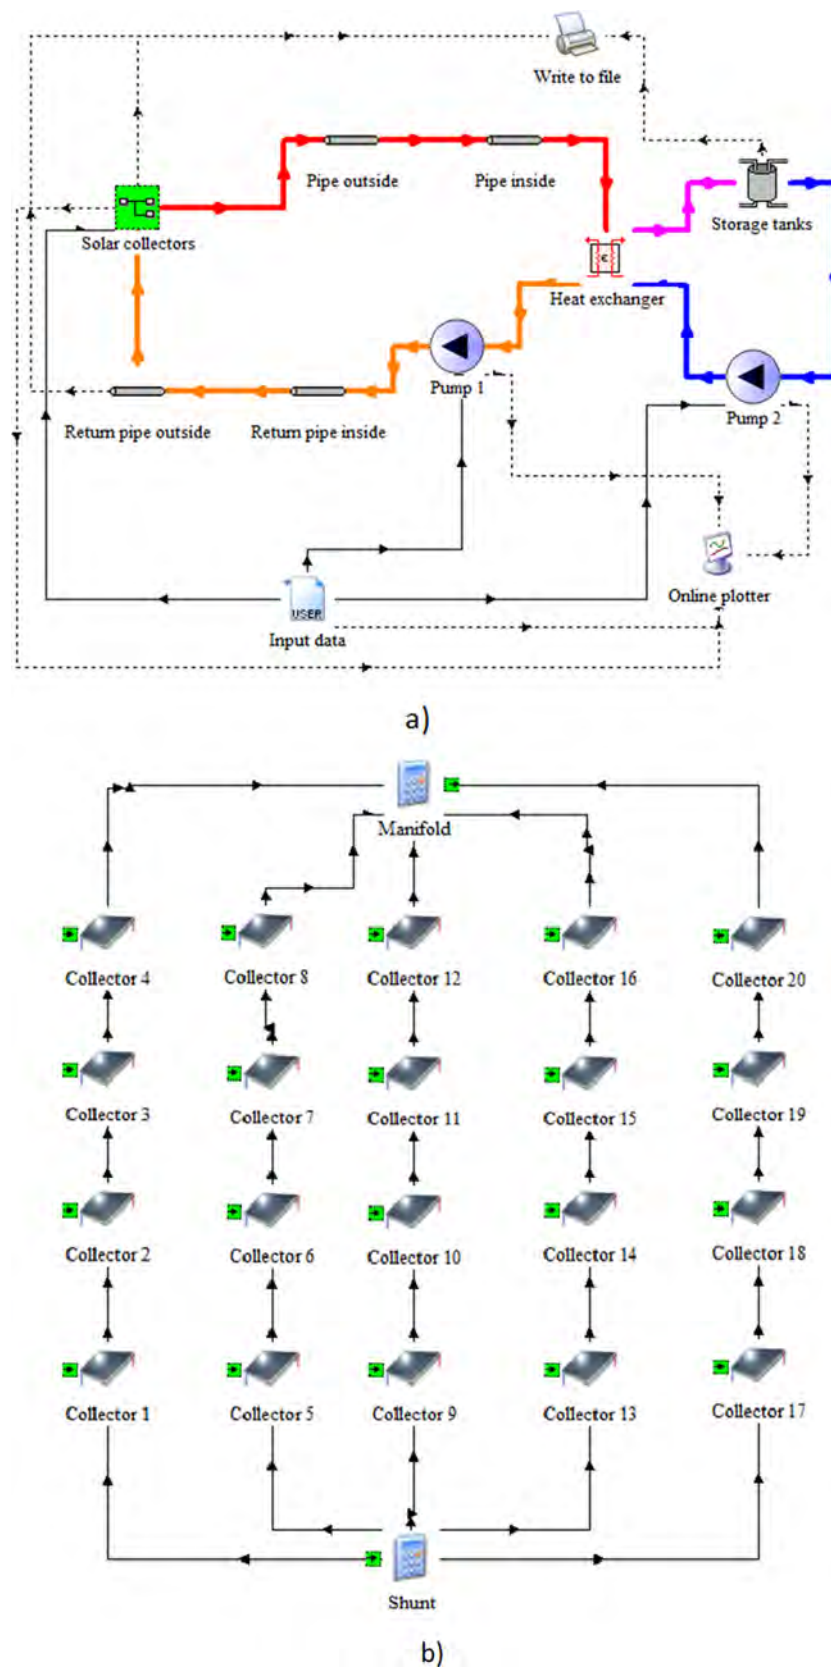 Write to file
Pipe outside
Pipe inside
Storage tanks
Solar collectors
Heat exchanger
Pump 1
Pump 2
Return pipe outside
Return pipe inside
USER
Online plotter
Input data
a)
Manifold
Collector 4
Collector 8
Collector 12
Collector 16
Collector 20
Collector 3
Collector 7
Collector 11
Collector 15
Collector 19
Collector 2
Collector 6
Collector 10
Collector 14
Collector 18
Collector 1
Collector 5
Collector 9
Collector 13
Collector 17
Shunt
b)